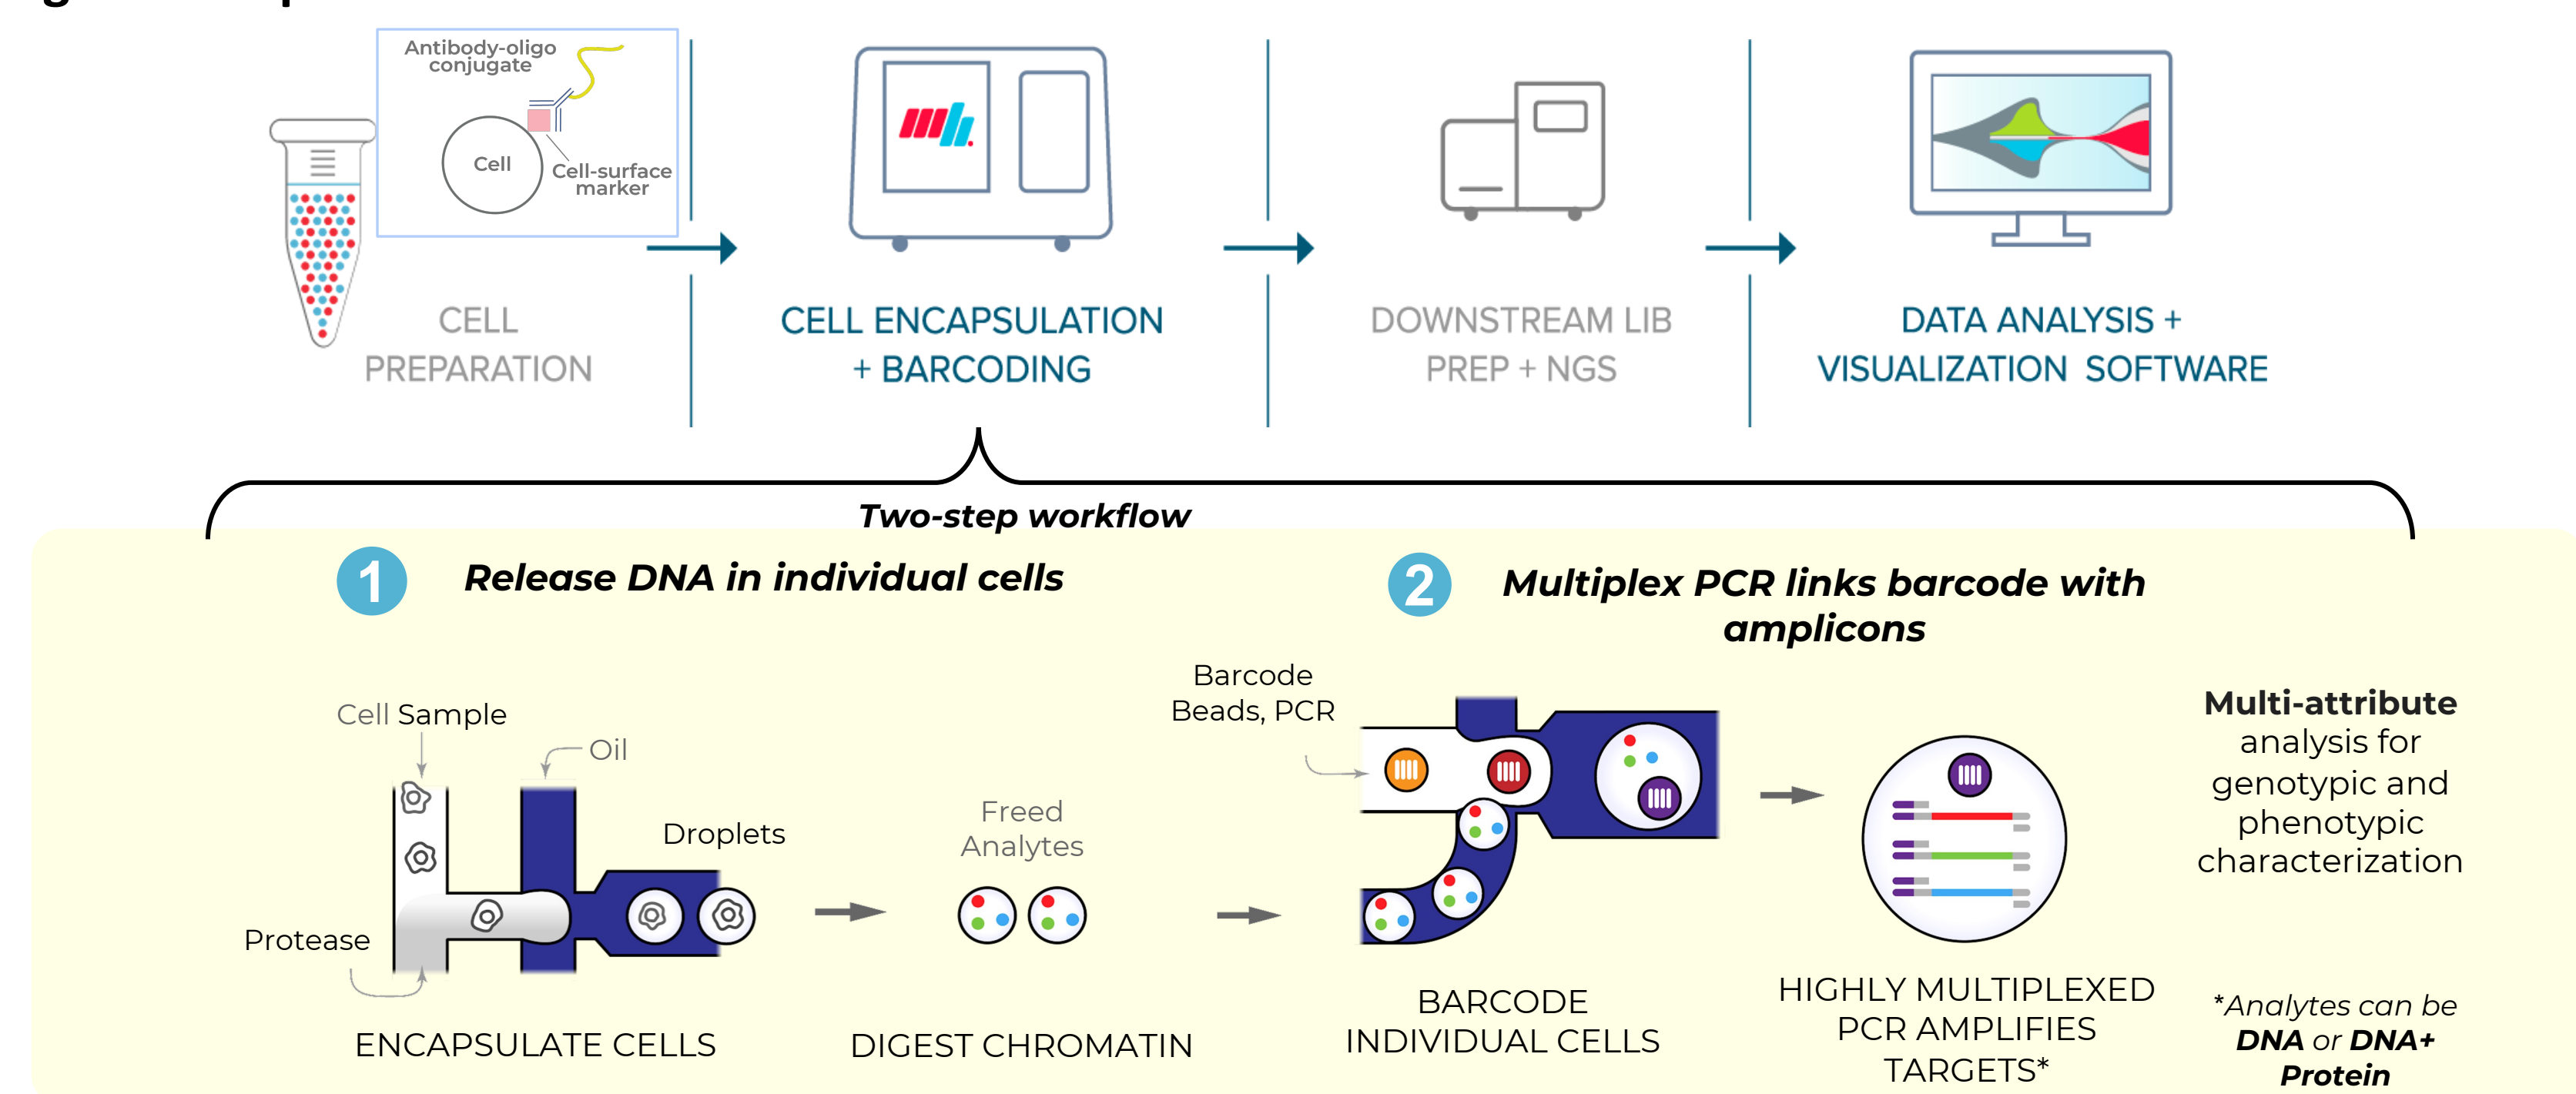 Antibody-oligo
conjugate
Cell
Cell-surface
marker
CELL
PREPARATION
CELL ENCAPSULATION
+ BARCODING
DOWNSTREAM LIB
PREP + NGS
DATA ANALYSIS +
VISUALIZATION SOFTWARE
Two-step workflow
1
Release DNA in individual cells
2
Multiplex PCR links barcode with
amplicons
Cell Sample
Oil
Droplets
Protease
ENCAPSULATE CELLS
Freed
Analytes
DIGEST CHROMATIN
Barcode
Beads, PCR
BARCODE
INDIVIDUAL CELLS
HIGHLY MULTIPLEXED
PCR AMPLIFIES
TARGETS*
Multi-attribute
analysis for
genotypic and
phenotypic
characterization
*Analytes can be
DNA or DNA+
Protein